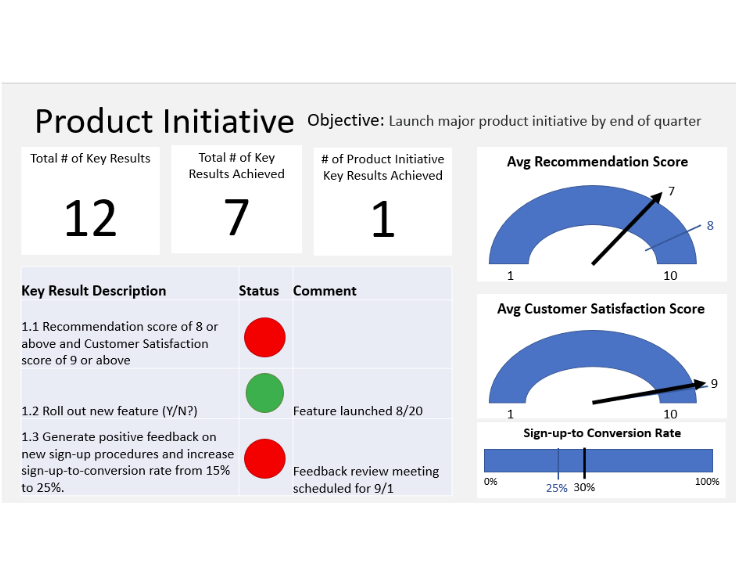 Product Initiative
Objective: Launch major product initiative by end of quarter
Total # of Key Results
12
Total # of Key
Results Achieved
7
# of Product Initiative
Key Results Achieved
1
Key Result Description Status Comment
1.1 Recommendation score of 8 or
above and Customer Satisfaction
score of 9 or above
1.2 Roll out new feature (Y/N?)
Feature launched 8/20
1.3 Generate positive feedback on
new sign-up procedures and increase
sign-up-to-conversion rate from 15%
to 25%.
Feedback review meeting
scheduled for 9/1
Avg Recommendation Score
7
8
1
10
Avg Customer Satisfaction Score
9
1
10
Sign-up-to Conversion Rate
0%
25%
30%
100%